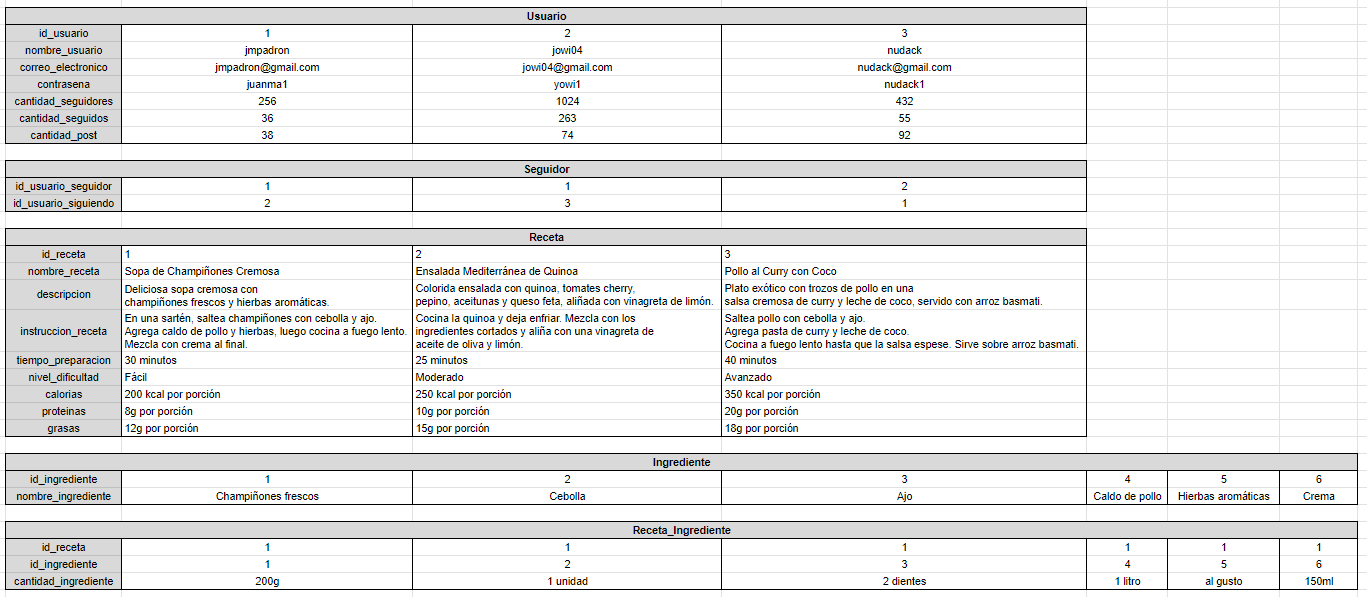 Usuario
id_usuario 1 2 3
nombre_usuario jmpadron jowi04 nudack
correo_electronico jmpadron@gmail.com jowi04@gmail.com nudack@gmail.com
contrasena juanma1 yowi1 nudack1
cantidad_seguidores 256 1024 432
cantidad_seguidos 36 263 55
cantidad_post 38 74 92
Seguidor
id_usuario_seguidor 1 1 2
id_usuario_siguiendo 2 3 1
Receta
id_receta 1 2 3
nombre_receta Sopa de Champiñones Cremosa Ensalada Mediterránea de Quinoa Pollo al Curry con Coco
descripcion
Deliciosa sopa cremosa con
champiñones frescos y hierbas aromáticas.
Colorida ensalada con quinoa, tomates cherry,
pepino, aceitunas y queso feta, aliñada con vinagreta de limón.
Plato exótico con trozos de pollo en una
salsa cremosa de curry y leche de coco, servido con arroz basmati.
instruccion_receta
En una sartén, saltea champiñones con cebolla y ajo.
Agrega caldo de pollo y hierbas, luego cocina a fuego lento.
Mezcla con crema al final.
Cocina la quinoa y deja enfriar. Mezcla con los
ingredientes cortados y aliña con una vinagreta de
aceite de oliva y limón.
Saltea pollo con cebolla y ajo.
Agrega pasta de curry y leche de coco.
Cocina a fuego lento hasta que la salsa espese. Sirve sobre arroz basmati.
tiempo_preparacion 30 minutos 25 minutos 40 minutos
nivel_dificultad Fácil Moderado Avanzado
calorias 200 kcal por porción 250 kcal por porción 350 kcal por porción
proteinas 8g por porción 10g por porción 20g por porción
grasas 12g por porción 15g por porción 18g por porción
Ingrediente
id_ingrediente 1 2 3 4 5 6
nombre_ingrediente Champiñones frescos Cebolla Ajo Caldo de pollo Hierbas aromáticas Crema
Receta_Ingrediente
id_receta 1 1 1 1 1 1
id_ingrediente 1 2 3 4 5 6
cantidad_ingrediente 200g 1 unidad 2 dientes 1 litro al gusto 150ml